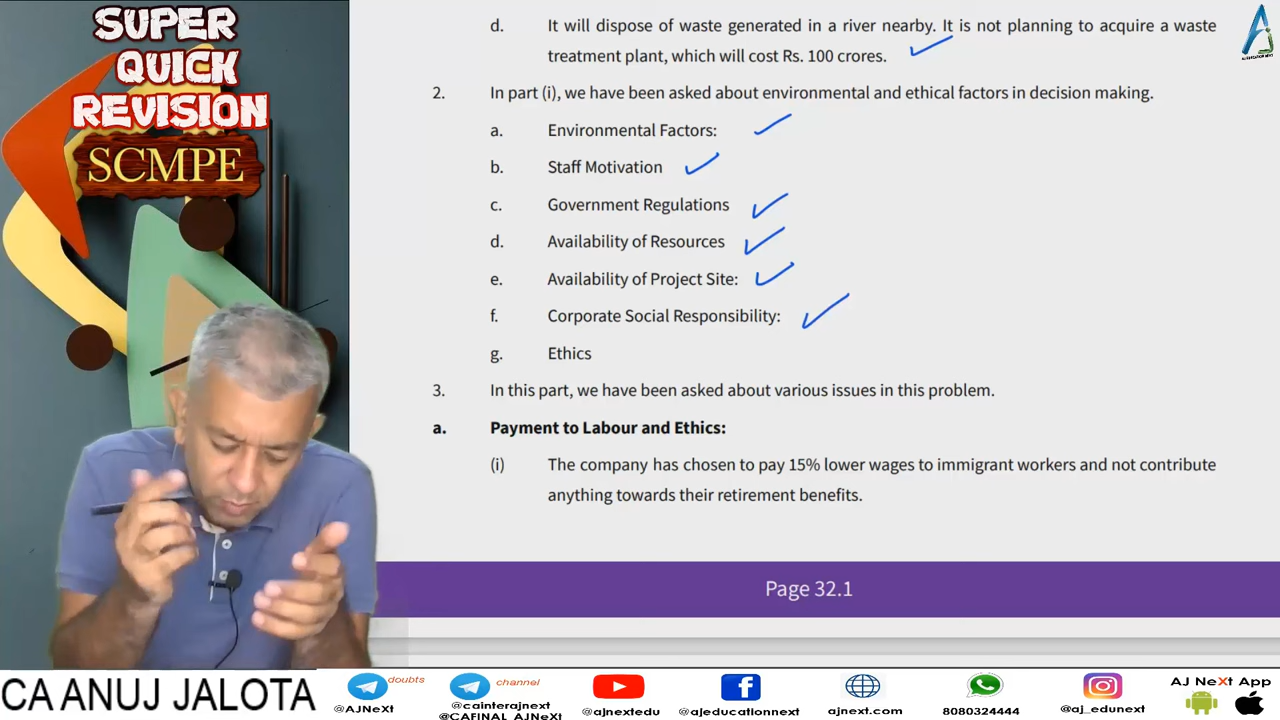 SUPER
QUICK
REVISION
SCMPE
d. It will dispose of waste generated in a river nearby. It is not planning to acquire a waste
treatment plant, which will cost Rs. 100 crores.
2. In part (i), we have been asked about environmental and ethical factors in decision making.
a. Environmental Factors:
b. Staff Motivation
c. Government Regulations
d. Availability of Resources
e. Availability of Project Site:
f. Corporate Social Responsibility:
g. Ethics
3. In this part, we have been asked about various issues in this problem.
a. Payment to Labour and Ethics:
(i) The company has chosen to pay 15% lower wages to immigrant workers and not contribute
anything towards their retirement benefits.
Page 32.1
CA ANUJ JALOTA
doubts
@AJNeXt
channel
@cainterajnext
@CAFINAL_AJNeXt
@ajnextedu
@ajeducationnext
ajnext.com
8080324444
@aj_edunext
AJ NeXt App